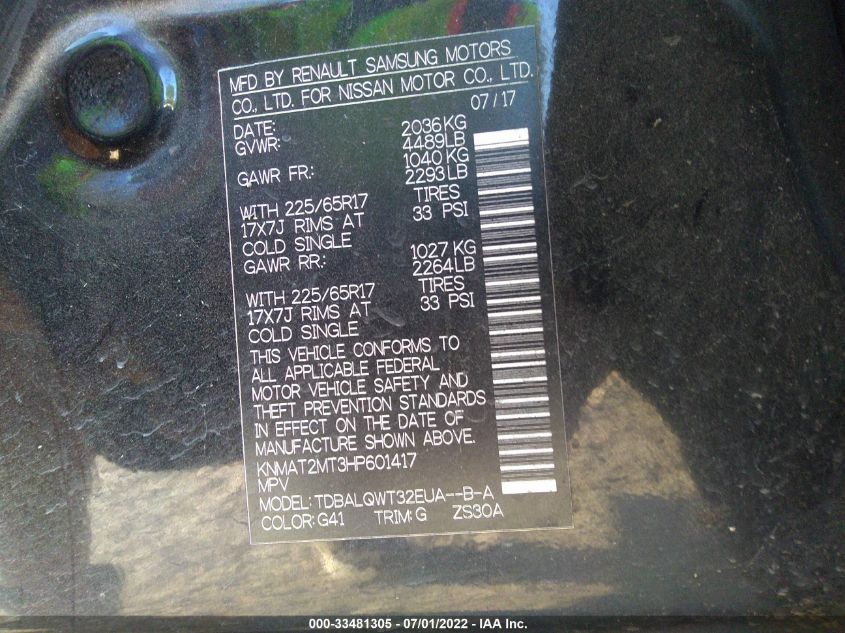 MFD BY RENAULT SAMSUNG MOTORS
CO., LTD. FOR NISSAN MOTOR CO., LTD.
DATE: 07/17
GVWR: 2036KG
4489LB
GAWR FR.: 1040KG
2293LB
WITH 225/65R17 TIRES
17X7J RIMS AT 33 PSI
COLD SINGLE
GAWR RR.: 1027KG
2264LB
WITH 225/65R17 TIRES
17X7J RIMS AT 33 PSI
COLD SINGLE
THIS VEHICLE CONFORMS TO
ALL APPLICABLE FEDERAL
MOTOR VEHICLE SAFETY AND
THEFT PREVENTION STANDARDS
IN EFFECT ON THE DATE OF
MANUFACTURE SHOWN ABOVE.
KNMAT2MT3HP601417
MPV
MODEL: TDBALQWT32EUA--B-A
COLOR:G41 TRIM:G ZS30A
000-33481305 - 07/01/2022 - IAA Inc.